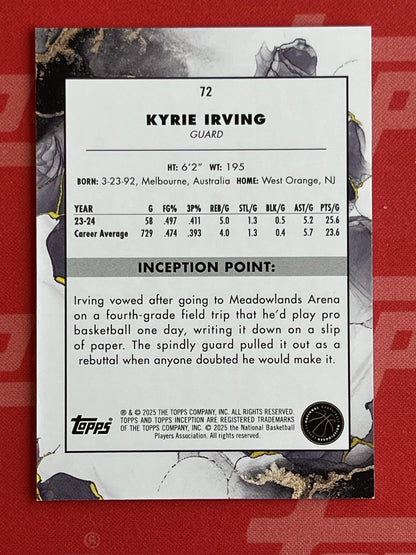 72
KYRIE IRVING
GUARD
HT: 6'2" WT: 195
BORN: 3-23-92, Melbourne, Australia HOME: West Orange, NJ
YEAR G FG% 3P% REB/G STL/G BLK/G AST/G PTS/G
23-24 58 .497 .411 5.0 1.3 0.5 5.2 25.6
Career Average 729 .474 .393 4.0 1.3 0.4 5.7 23.6
INCEPTION POINT:
Irving vowed after going to Meadowlands Arena
on a fourth-grade field trip that he'd play pro
basketball one day, writing it down on a slip
of paper. The spindly guard pulled it out as a
rebuttal when anyone doubted he would make it.
Topps
® & © 2025 THE TOPPS COMPANY, INC. ALL RIGHTS RESERVED.
TOPPS AND TOPPS INCEPTION ARE REGISTERED TRADEMARKS
OF THE TOPPS COMPANY, INC. © 2025 the National Basketball
Players Association. All rights reserved.